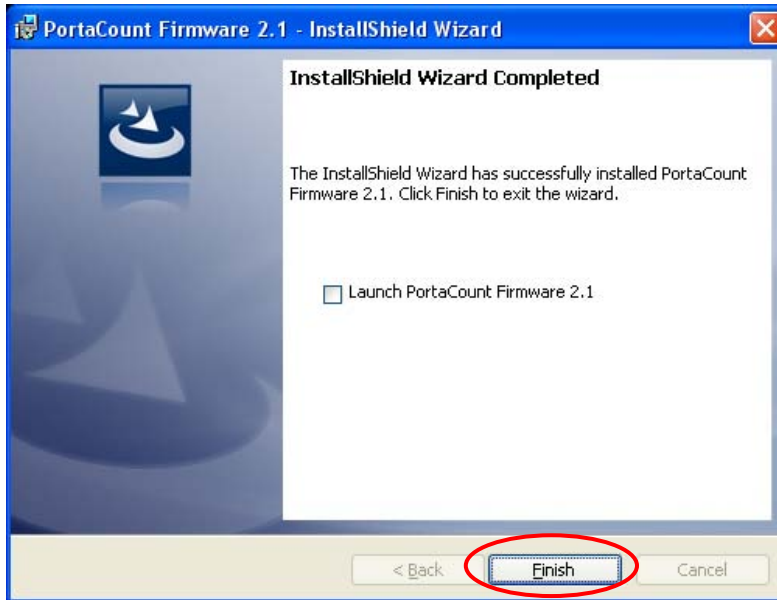 PortaCount Firmware 2.1 - InstallShield Wizard
InstallShield Wizard Completed
The InstallShield Wizard has successfully installed PortaCount
Firmware 2.1. Click Finish to exit the wizard.
Launch PortaCount Firmware 2.1
< Back
Finish
Cancel